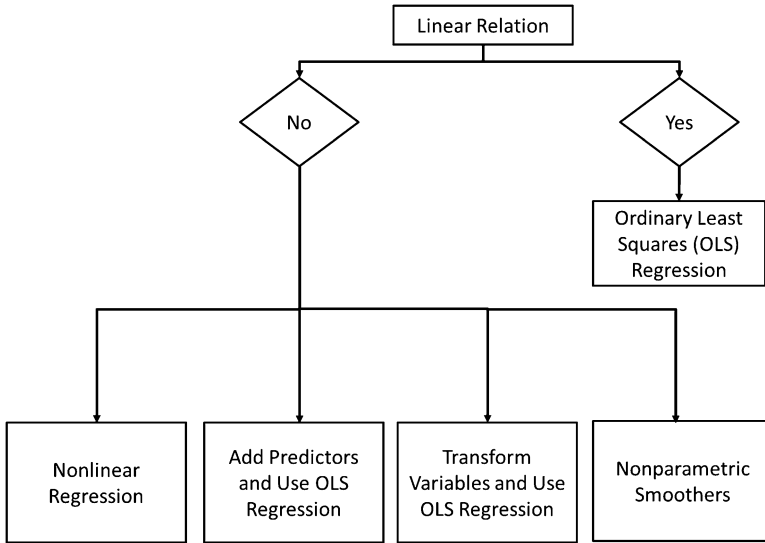 Linear Relation
No
Yes
Ordinary Least
Squares (OLS)
Regression
Nonlinear
Regression
Add Predictors
and Use OLS
Regression
Transform
Variables and Use
OLS Regression
Nonparametric
Smoothers